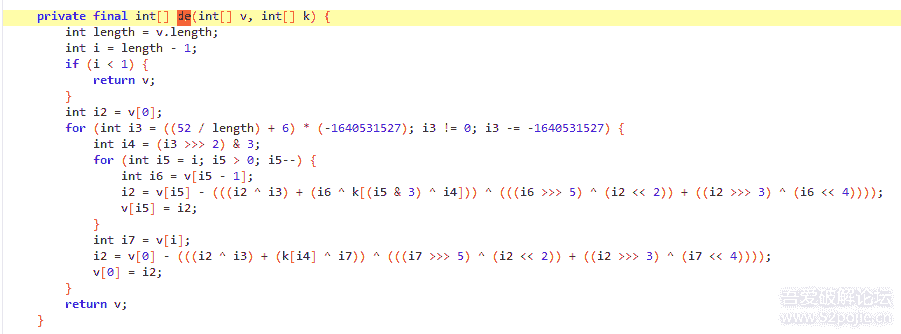 private final int[] de(int[] v, int[] k) {
int length = v.length;
int i = length - 1;
if (i < 1) {
return v;
}
int i2 = v[0];
for (int i3 = ((52 / length) + 6) * (-1640531527); i3 != 0; i3 -= -1640531527) {
int i4 = (i3 >>> 2) & 3;
for (int i5 = i; i5 > 0; i5--) {
int i6 = v[i5 - 1];
i2 = v[i5] - (((i2 ^ i3) + (i6 ^ k[(i5 & 3) ^ i4])) ^ (((i6 >>> 5) ^ (i2 << 2)) + ((i2 >>> 3) ^ (i6 << 4))));
v[i5] = i2;
}
int i7 = v[i];
i2 = v[0] - (((i2 ^ i3) + (k[i4] ^ i7)) ^ (((i7 >>> 5) ^ (i2 << 2)) + ((i2 >>> 3) ^ (i7 << 4))));
v[0] = i2;
}
return v;
}
吾爱破解论坛
www.52pojie.cn